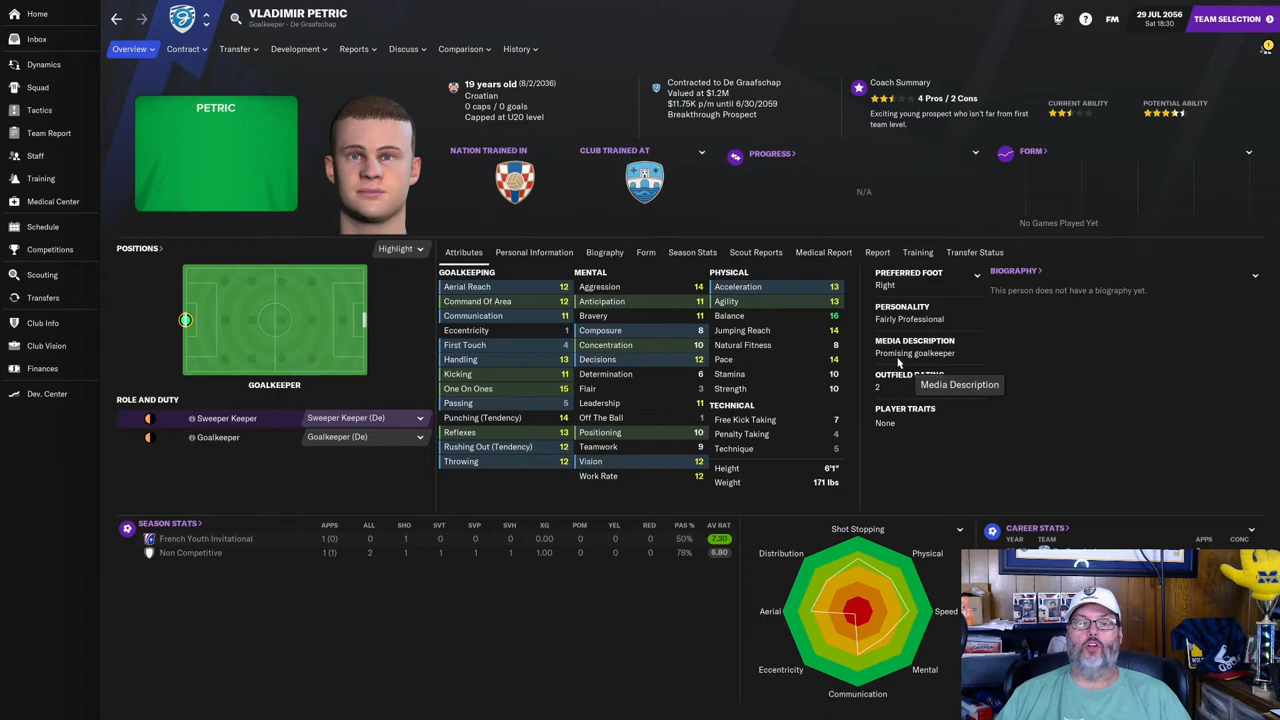 Home
Inbox
Dynamics
Squad
Tactics
Team Report
Staff
Training
Medical Center
Schedule
Competitions
Scouting
Transfers
Club Info
Club Vision
Finances
Dev. Center
VLADIMIR PETRIC
Goalkeeper - De Graafschap
? FM 29 JUL 2056
Sat 18:30
TEAM SELECTION
1
Overview Contract Transfer Development Reports Discuss Comparison History
PETRIC
19 years old (8/2/2036)
Croatian
0 caps / 0 goals
Capped at U20 level
Contracted to De Graafschap
Valued at $1.2M
$11.75K p/m until 6/30/2059
Breakthrough Prospect
Coach Summary
4 Pros / 2 Cons
Exciting young prospect who isn't far from first
team level.
CURRENT ABILITY POTENTIAL ABILITY
NATION TRAINED IN CLUB TRAINED AT
PROGRESS
N/A
FORM
No Games Played Yet
POSITIONS Highlight
GOALKEEPER
ROLE AND DUTY
Sweeper Keeper Sweeper Keeper (De)
Goalkeeper Goalkeeper (De)
Attributes Personal Information Biography Form Season Stats Scout Reports Medical Report Report Training Transfer Status
GOALKEEPING
Aerial Reach 12
Command Of Area 12
Communication 11
Eccentricity 1
First Touch 4
Handling 13
Kicking 11
One On Ones 15
Passing 5
Punching (Tendency) 14
Reflexes 13
Rushing Out (Tendency) 12
Throwing 12
MENTAL
Aggression 14
Anticipation 11
Bravery 11
Composure 8
Concentration 10
Decisions 12
Determination 6
Flair 3
Leadership 11
Off The Ball 1
Positioning 10
Teamwork 9
Vision 12
Work Rate 12
PHYSICAL
Acceleration 13
Agility 13
Balance 16
Jumping Reach 14
Natural Fitness 8
Pace 14
Stamina 10
Strength 10
TECHNICAL
Free Kick Taking 7
Penalty Taking 4
Technique 5
Height 6'1"
Weight 171 lbs
PREFERRED FOOT
Right
PERSONALITY
Fairly Professional
MEDIA DESCRIPTION
Promising goalkeeper
OUTFIELD RATING
2
Media Description
PLAYER TRAITS
None
BIOGRAPHY
This person does not have a biography yet.
SEASON STATS APPS ALL SHO SVT SVP SVH XG POM YEL RED PAS % AV RAT
French Youth Invitational 1 (0) 0 1 0 0 0 0.00 0 0 0 50% 7.30
Non Competitive 1 (1) 2 1 1 1 1 1.00 0 0 0 78% 6.80
Shot Stopping
Physical
Speed
Mental
Communication
Eccentricity
Aerial
Distribution
CAREER STATS
YEAR TEAM APPS CONC